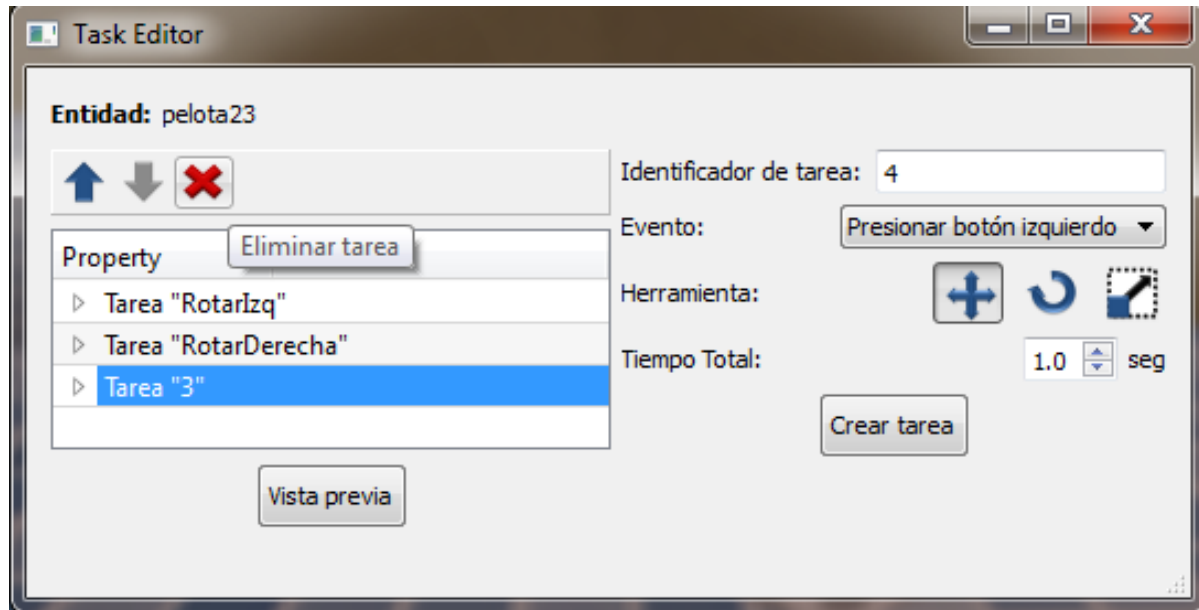 Task Editor
Entidad: pelota23
Eliminar tarea
Property
Tarea "RotarIzq"
Tarea "RotarDerecha"
Tarea "3"
Vista previa
Identificador de tarea: 4
Evento: Presionar botón izquierdo
Herramienta:
Tiempo Total: 1.0 seg
Crear tarea